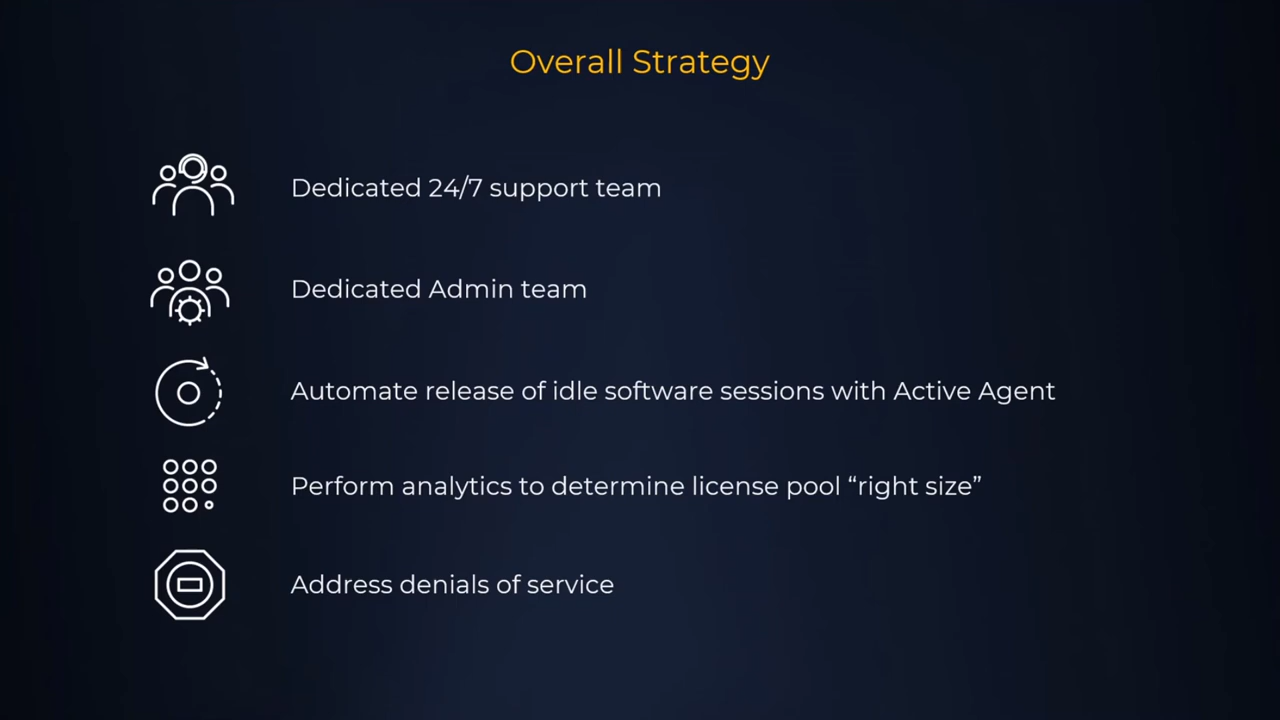 Overall Strategy
Dedicated 24/7 support team
Dedicated Admin team
Automate release of idle software sessions with Active Agent
Perform analytics to determine license pool “right size”
Address denials of service